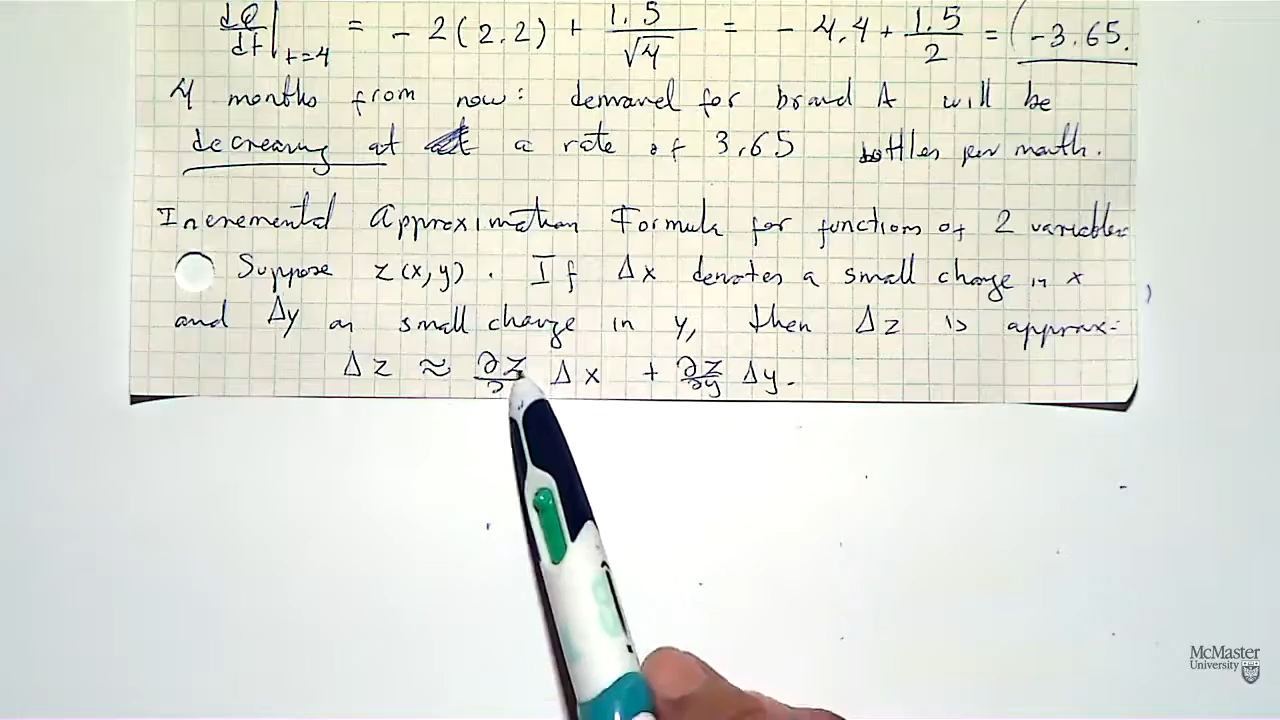 dQ/dt|t=4 = - 2(2.2) + 1.5/√4 = - 4.4 + 1.5/2 = (-3.65.
4 months from now: demand for brand A will be
decreasing at a rate of 3.65 bottles per month.
Incremental Approximation Formula for functions of 2 variables
Suppose z(x,y). If Δx denotes a small change in x
and Δy a small change in y, then Δz is approx:
Δz ≈ ∂z/∂ Δx + ∂z/∂y Δy.
McMaster
University